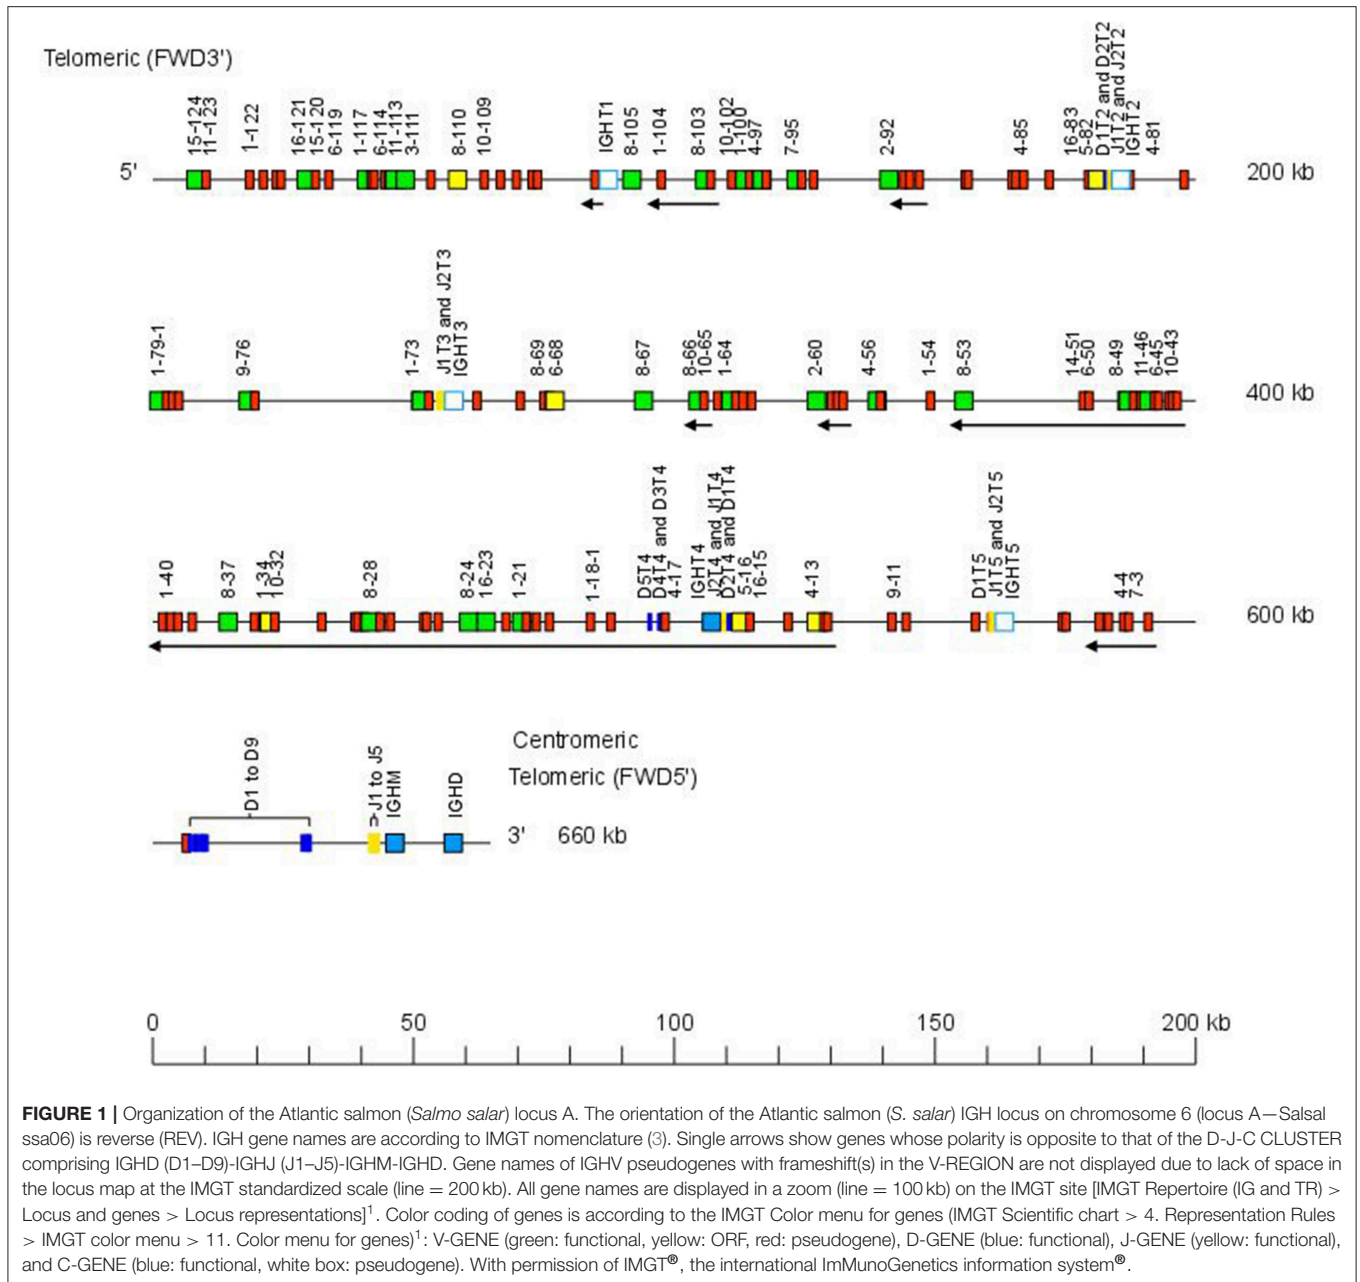 Telomeric (FWD3')
15-124
11-123
1-122
16-121
15-120
6-119
1-117
6-114
11-113
3-111
8-110
10-109
IGHT1
8-105
1-104
8-103
10-102
1-100
4-97
7-95
2-92
4-85
16-83
5-82
D1T2 and D2T2
J1T2 and J2T2
IGHT2
4-81
5'
200 kb
1-79-1
9-76
1-73
J1T3 and J2T3
IGHT3
8-69
6-68
8-67
8-66
10-65
1-64
2-60
4-56
1-54
8-53
14-51
6-50
8-49
11-46
6-45
10-43
400 kb
1-40
8-37
1-34
10-32
8-28
8-24
16-23
1-21
1-18-1
D5T4
D4T4 and D3T4
4-17
IGHT4
J2T4 and J1T4
D2T4 and D1T4
5-16
16-15
4-13
9-11
D1T5
J1T5 and J2T5
IGHT5
4-4
7-3
600 kb
D1 to D9
J1 to J5
IGHM
IGHD
Centromeric
Telomeric (FWD5')
3' 660 kb
0 50 100 150 200 kb
FIGURE 1 | Organization of the Atlantic salmon (Salmo salar) locus A. The orientation of the Atlantic salmon (S. salar) IGH locus on chromosome 6 (locus A—Salsal
ssa06) is reverse (REV). IGH gene names are according to IMGT nomenclature (3). Single arrows show genes whose polarity is opposite to that of the D-J-C CLUSTER
comprising IGHD (D1–D9)-IGHJ (J1–J5)-IGHM-IGHD. Gene names of IGHV pseudogenes with frameshift(s) in the V-REGION are not displayed due to lack of space in
the locus map at the IMGT standardized scale (line = 200 kb). All gene names are displayed in a zoom (line = 100 kb) on the IMGT site [IMGT Repertoire (IG and TR) >
Locus and genes > Locus representations]¹. Color coding of genes is according to the IMGT Color menu for genes (IMGT Scientific chart > 4. Representation Rules
> IMGT color menu > 11. Color menu for genes)¹: V-GENE (green: functional, yellow: ORF, red: pseudogene), D-GENE (blue: functional), J-GENE (yellow: functional),
and C-GENE (blue: functional, white box: pseudogene). With permission of IMGT®, the international ImMunoGenetics information system®.